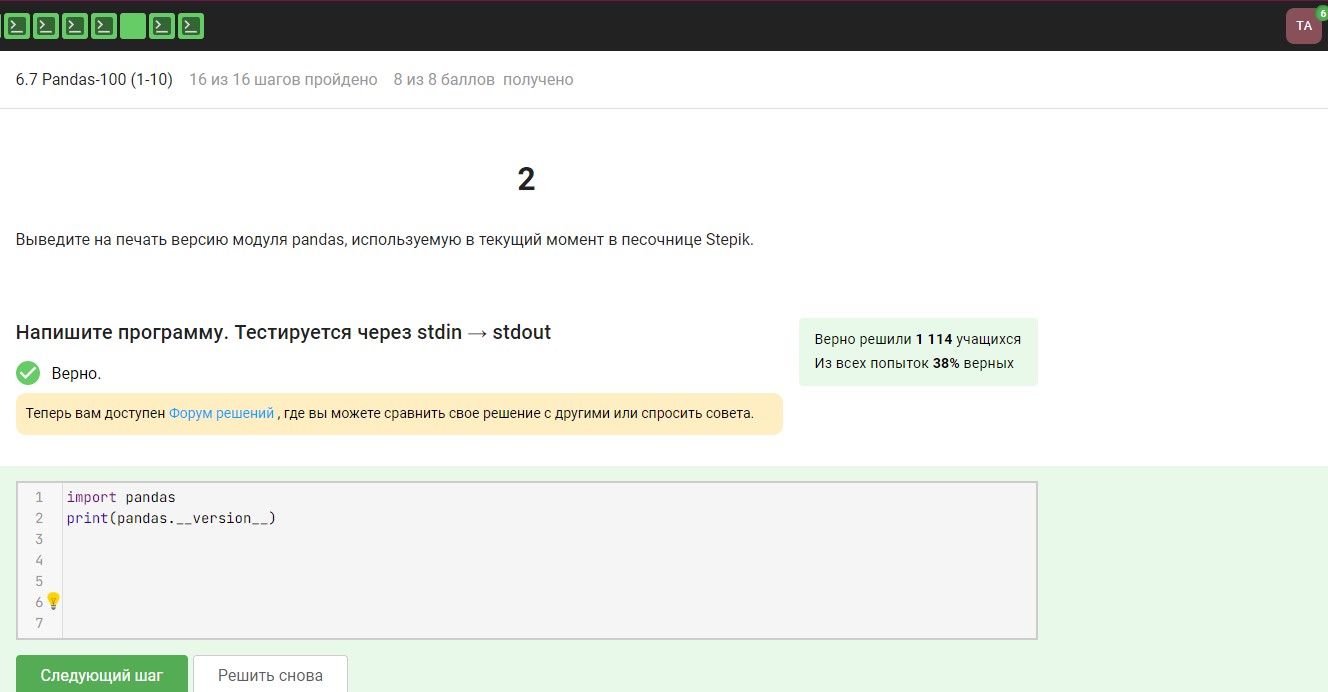 TA
6
6.7 Pandas-100 (1-10) 16 из 16 шагов пройдено 8 из 8 баллов получено
2
Выведите на печать версию модуля pandas, используемую в текущий момент в песочнице Stepik.
Напишите программу. Тестируется через stdin → stdout
Верно решили 1 114 учащихся
Из всех попыток 38% верных
Верно.
Теперь вам доступен Форум решений , где вы можете сравнить свое решение с другими или спросить совета.
1 import pandas
2 print(pandas.__version__)
3
4
5
6
7
Следующий шаг
Решить снова